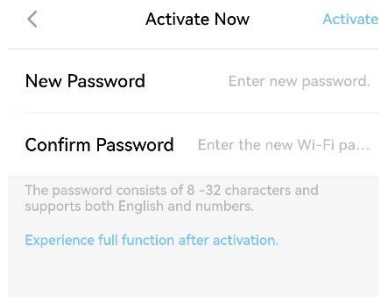 Activate Now Activate
New Password Enter new password.
Confirm Password Enter the new Wi-Fi pa...
The password consists of 8 -32 characters and
supports both English and numbers.
Experience full function after activation.